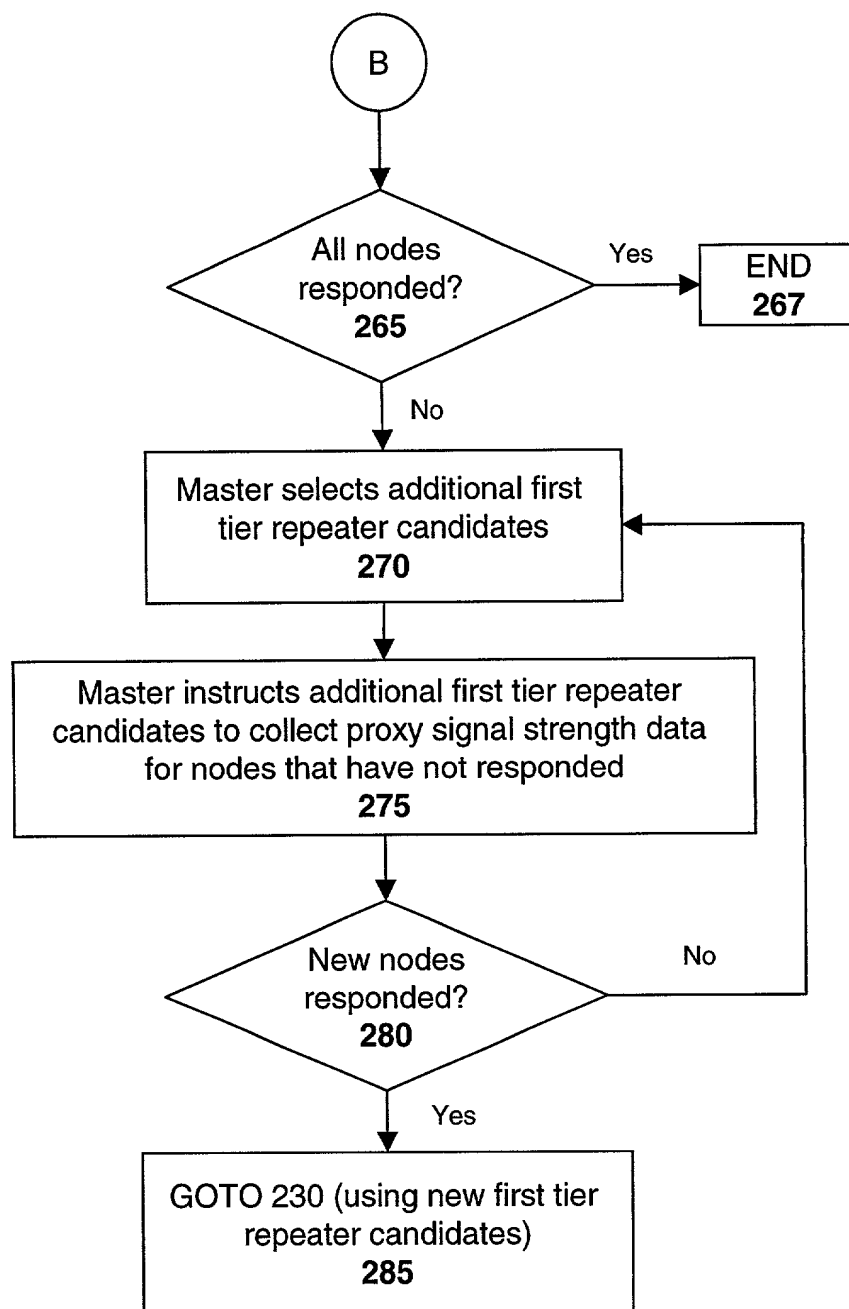 B
All nodes
responded?
265
Yes
END
267
No
Master selects additional first
tier repeater candidates
270
Master instructs additional first tier repeater
candidates to collect proxy signal strength data
for nodes that have not responded
275
New nodes
responded?
280
No
Yes
GOTO 230 (using new first tier
repeater candidates)
285